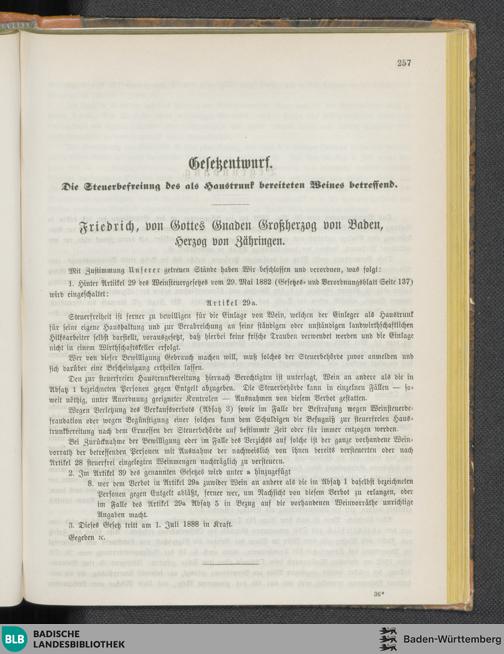 257
Gesetzentwurf.
Die Steuerbefreiung des als Haustrunk bereiteten Weines betreffend.
Friedrich, von Gottes Gnaden Großherzog von Baden,
Herzog von Zähringen.
Mit Zustimmung Unserer getreuen Stände haben Wir beschlossen und verordnen, was folgt:
1. Hinter Artikel 29 des Weinsteuergesetzes vom 29. Mai 1882 (Gesetzes- und Verordnungsblatt Seite 137)
wird eingeschaltet:
Artikel 29a.
Steuerfreiheit ist ferner zu bewilligen für die Einlage von Wein, welchen der Einleger als Haustrunk
für seine eigene Haushaltung und zur Verabreichung an seine ständigen oder unständigen landwirthschaftlichen
Hilfsarbeiter selbst darstellt, vorausgesetzt, daß hierbei keine frische Trauben verwendet werden und die Einlage
nicht in einem Wirthschaftskeller erfolgt.
Wer von dieser Bewilligung Gebrauch machen will, muß solches der Steuerbehörde zuvor anmelden und
sich darüber eine Bescheinigung ertheilen lassen.
Den zur steuerfreien Haustrunkbereitung hiernach Berechtigten ist untersagt, Wein an andere als die in
Absatz 1 bezeichneten Personen gegen Entgelt abzugeben. Die Steuerbehörde kann in einzelnen Fällen — so-
weit nöthig, unter Anordnung geeigneter Kontrolen — Ausnahmen von diesem Verbot gestatten.
Wegen Verletzung des Verkaufsverbots (Absatz 3) sowie im Falle der Bestrafung wegen Weinsteuerde-
fraudation oder wegen Begünstigung einer solchen kann dem Schuldigen die Befugniß zur steuerfreien Haus-
trunkbereitung nach dem Ermessen der Steuerbehörde auf bestimmte Zeit oder für immer entzogen werden.
Bei Zurücknahme der Bewilligung oder im Falle des Verzichts auf solche ist der ganze vorhandene Wein-
vorrath der betreffenden Personen mit Ausnahme der nachweislich von ihnen bereits versteuerten oder nach
Artikel 28 steuerfrei eingelegten Weinmengen nachträglich zu versteuern.
2. Im Artikel 39 des genannten Gesetzes wird unter a hinzugefügt
8. wer dem Verbot in Artikel 29a zuwider Wein an andere als die im Absatz 1 daselbst bezeichneten
Personen gegen Entgelt abläßt, ferner wer, um Nachsicht von diesem Verbot zu erlangen, oder
im Falle des Artikel 29a Absatz 5 in Bezug auf die vorhandenen Weinvorräthe unrichtige
Angaben macht.
3. Dieses Gesetz tritt am 1. Juli 1888 in Kraft.
Gegeben ꝛc.
36*
BLB BADISCHE
LANDESBIBLIOTHEK
Baden-Württemberg